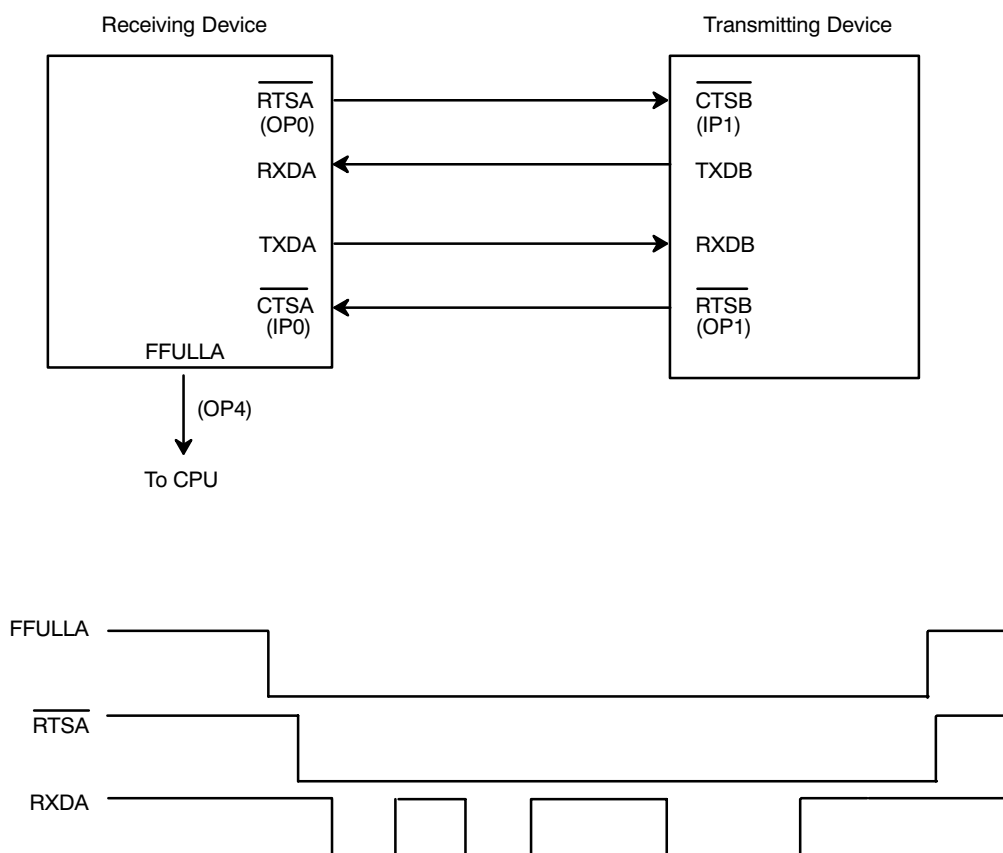 Receiving Device
Transmitting Device
RTSA
(OP0)
CTSB
(IP1)
RXDA
TXDB
TXDA
RXDB
CTSA
(IP0)
RTSB
(OP1)
FFULLA
(OP4)
To CPU
FFULLA
RTSA
RXDA